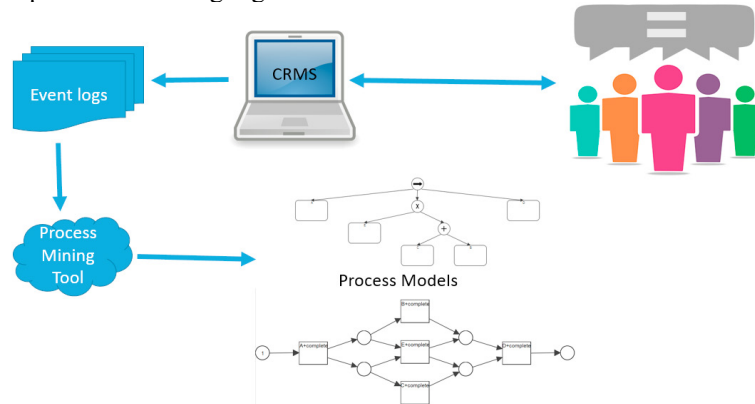 CRMS
Event logs
Process
Mining
Tool
Process Models
B+complete
A+complete
E+complete
D+complete
C+complete